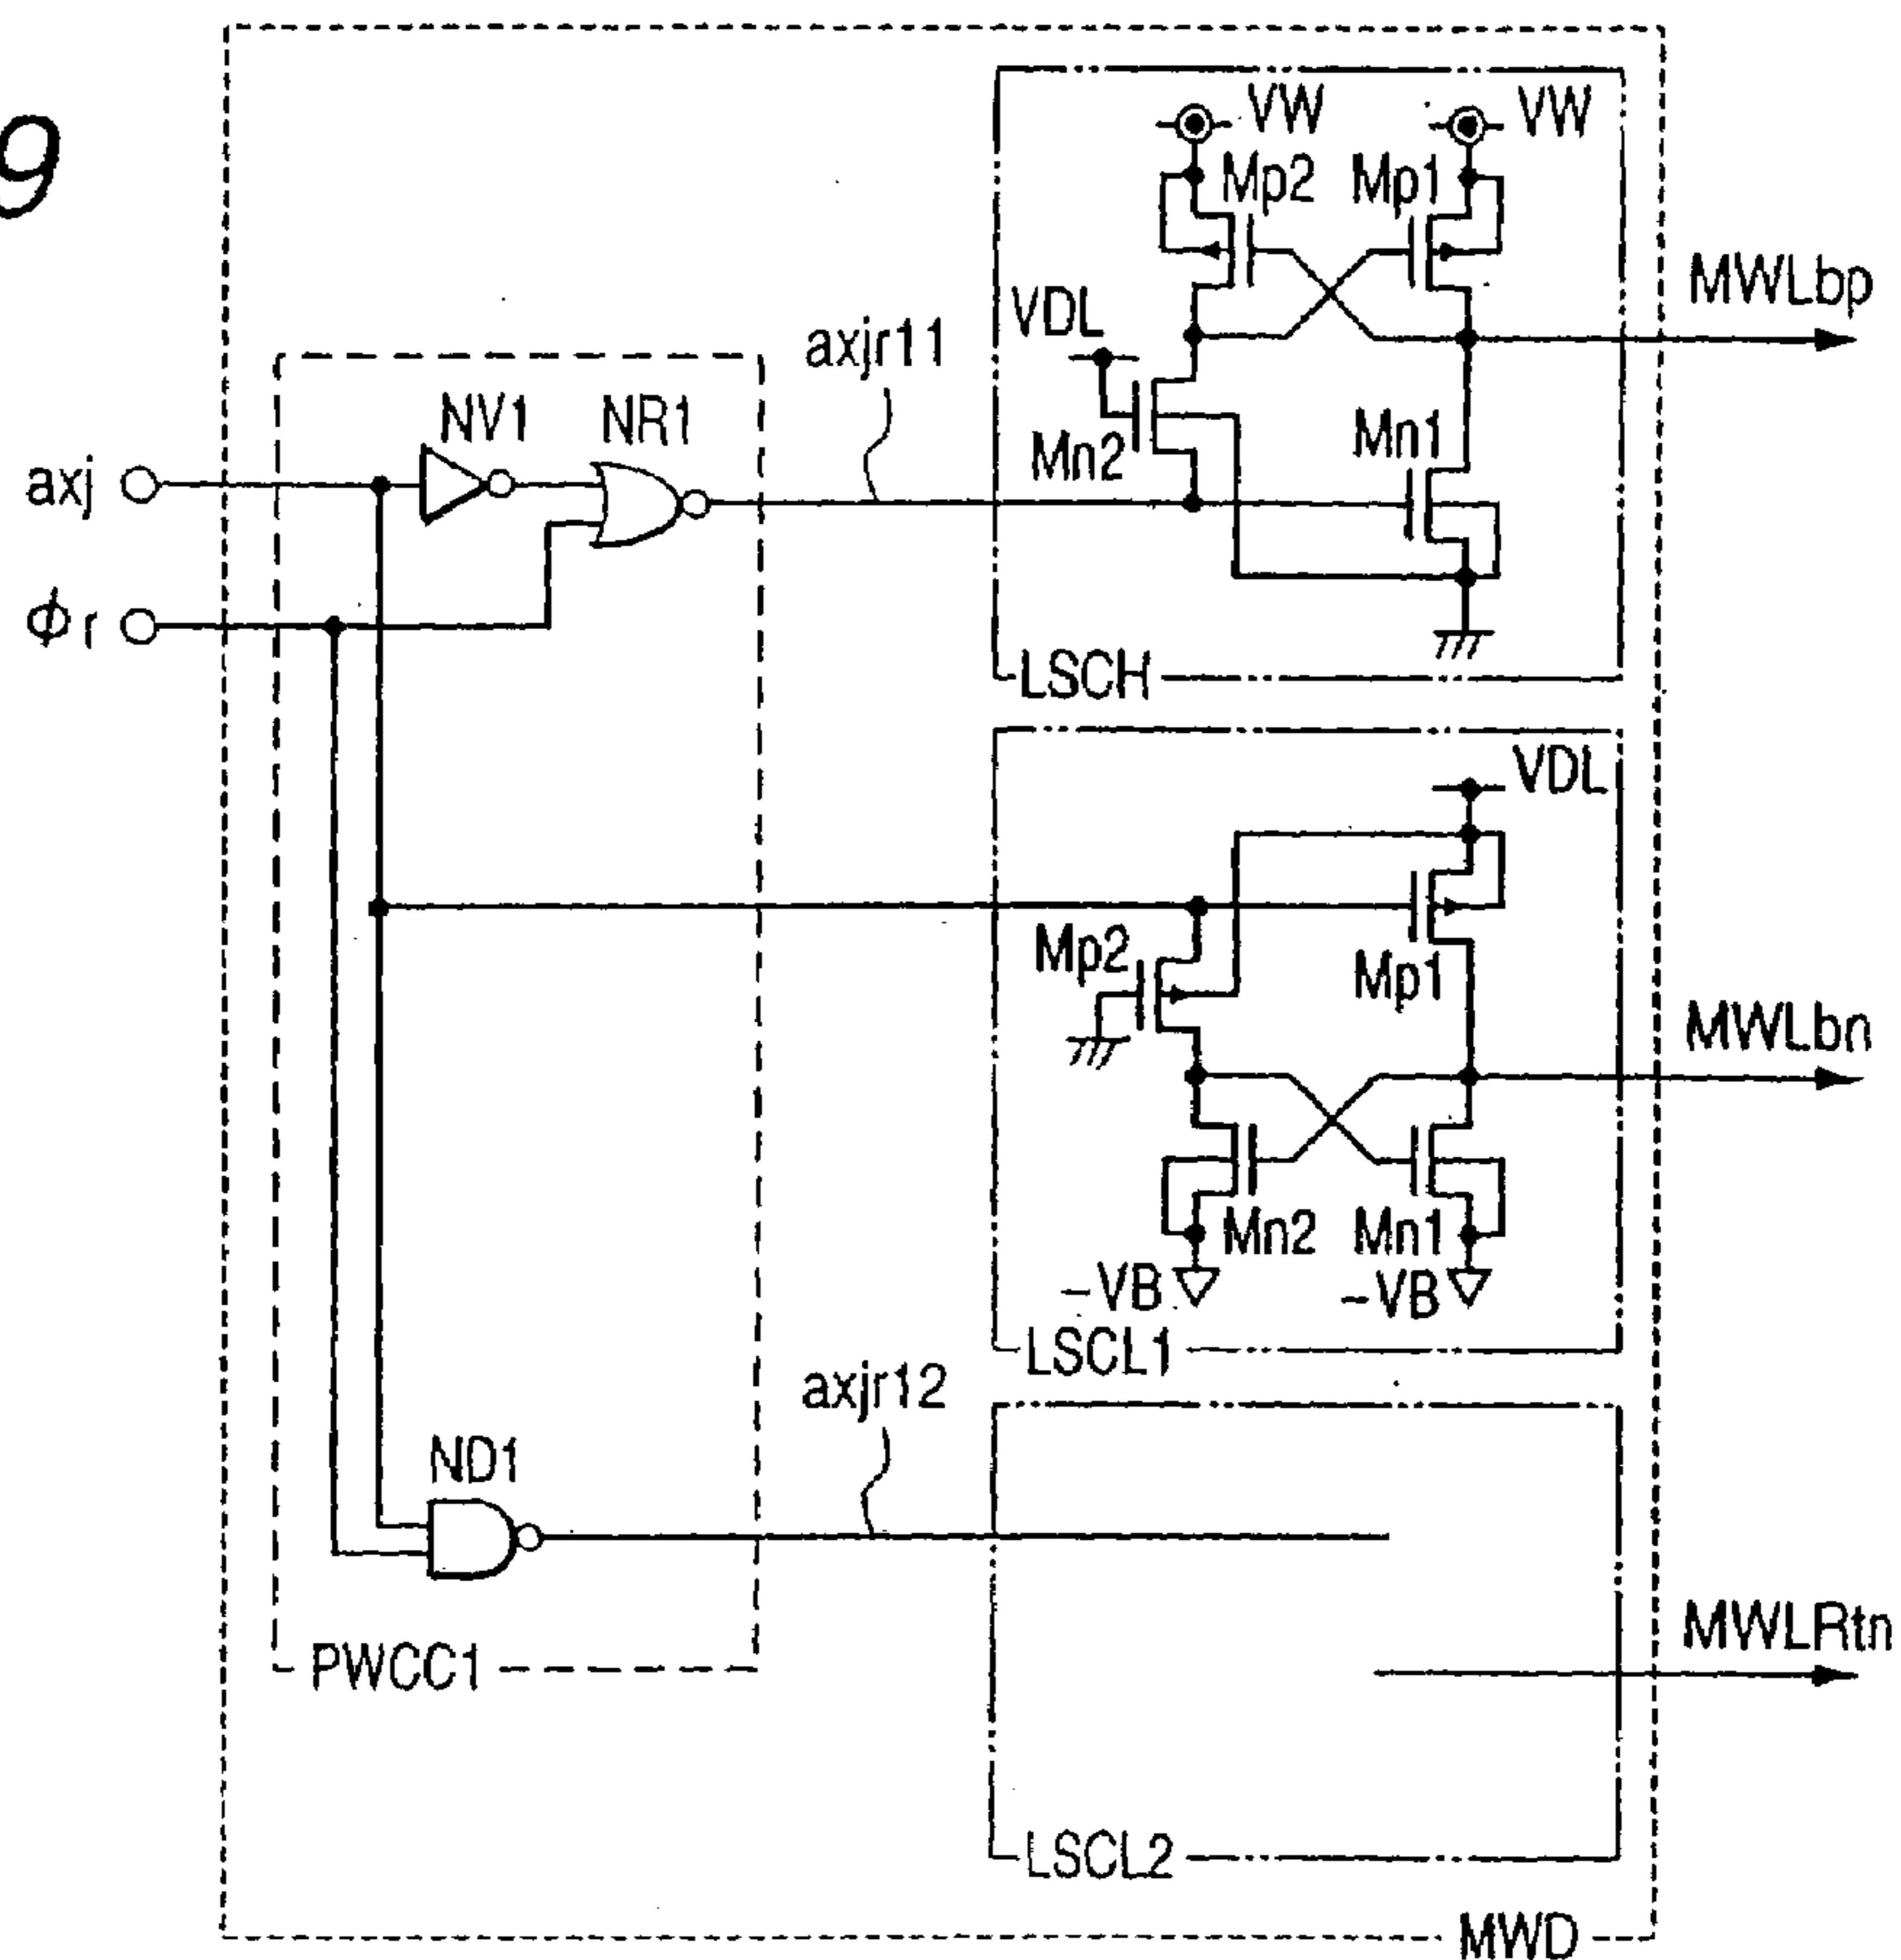 9
VW
VW
Mp2
Mp1
MWLbp
VDL
axjr11
NV1
NR1
Mn1
Mn2
axj
ϕr
LSCH
VDL
Mp2
Mp1
MWLbn
Mn2
Mn1
-VB
-VB
LSCL1
axjr12
ND1
MWLRtn
PWCC1
LSCL2
MWD